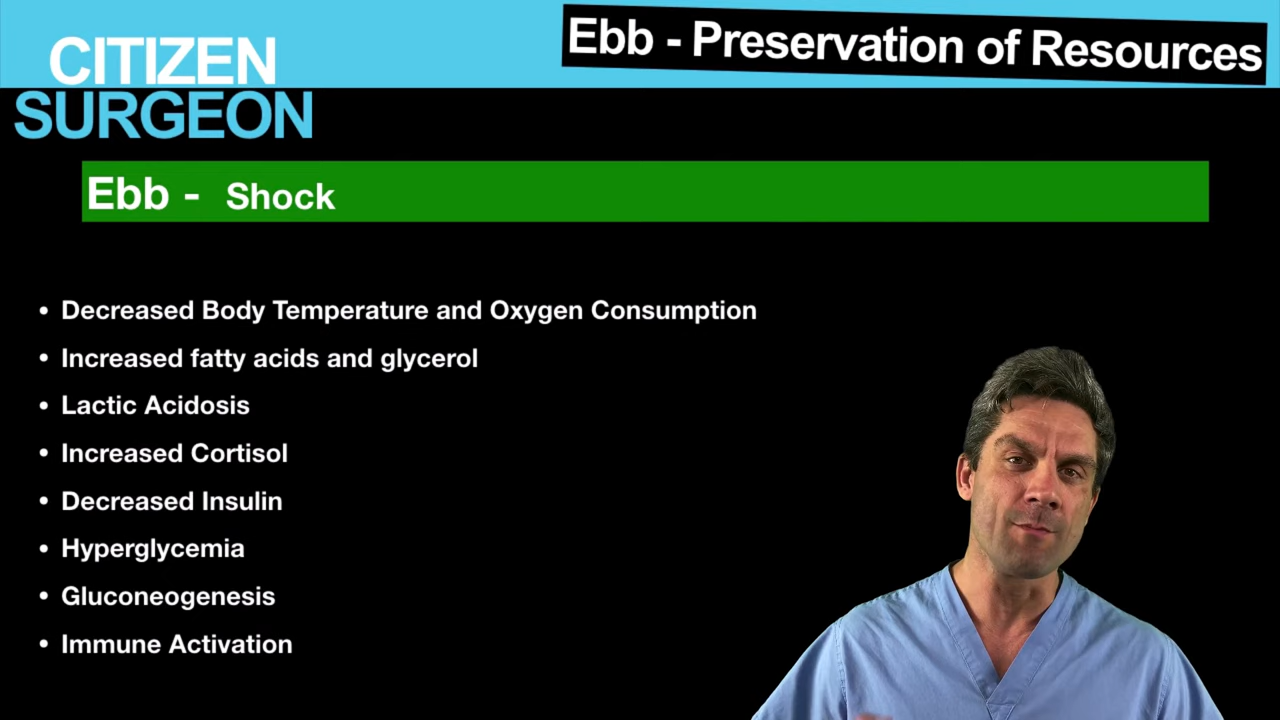 Ebb - Preservation of Resources
CITIZEN
SURGEON
Ebb - Shock
• Decreased Body Temperature and Oxygen Consumption
• Increased fatty acids and glycerol
• Lactic Acidosis
• Increased Cortisol
• Decreased Insulin
• Hyperglycemia
• Gluconeogenesis
• Immune Activation